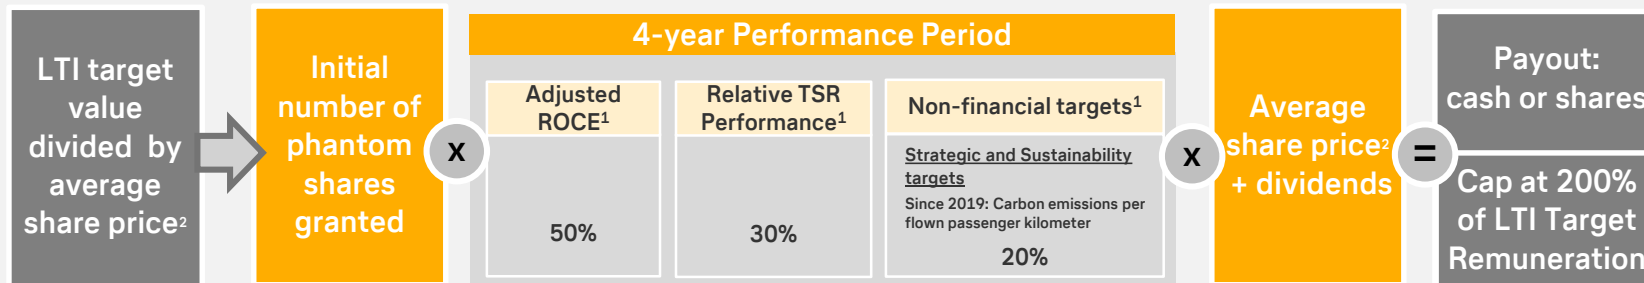 LTI target
value
divided by
average
share price²
Initial
number of
phantom
shares
granted
x
4-year Performance Period
Adjusted
ROCE¹
50%
Relative TSR
Performance¹
30%
Non-financial targets¹
Strategic and Sustainability
targets
Since 2019: Carbon emissions per
flown passenger kilometer
20%
x
Average
share price²
+ dividends
=
Payout:
cash or shares
Cap at 200%
of LTI Target
Remuneration